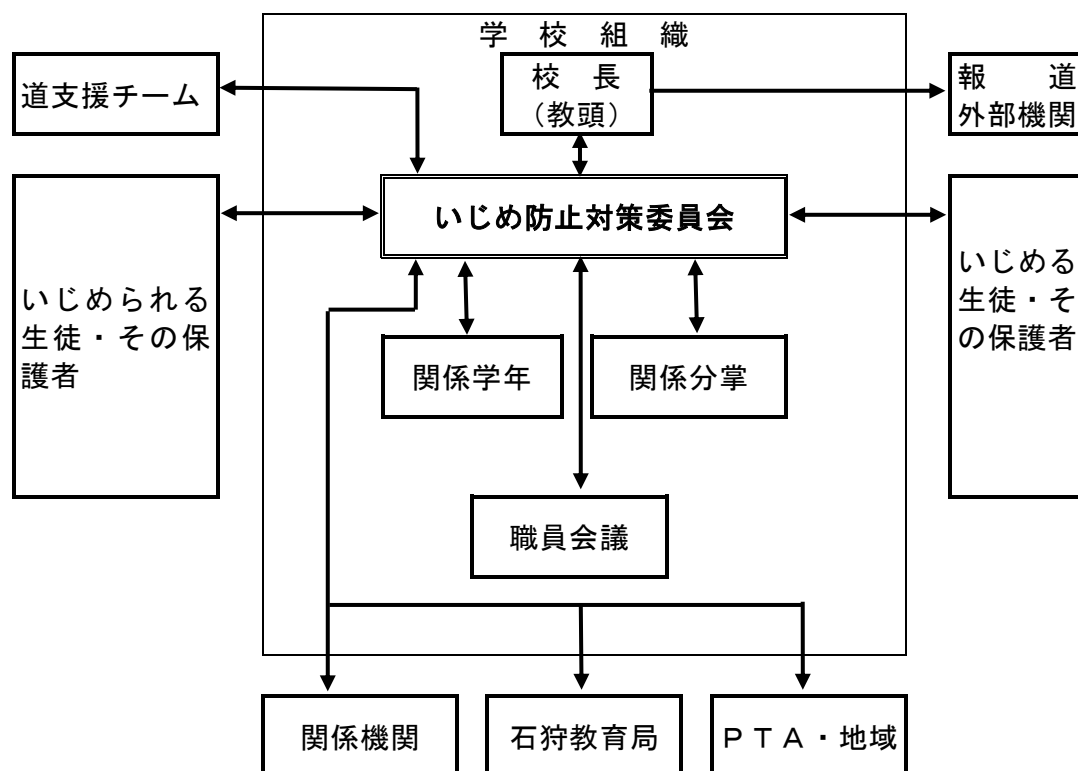 学校組織
道支援チーム
校長
（教頭）
報道
外部機関
いじめ防止対策委員会
いじめられる
生徒・その保
護者
いじめる
生徒・そ
の保護者
関係学年
関係分掌
職員会議
関係機関
石狩教育局
ＰＴＡ・地域